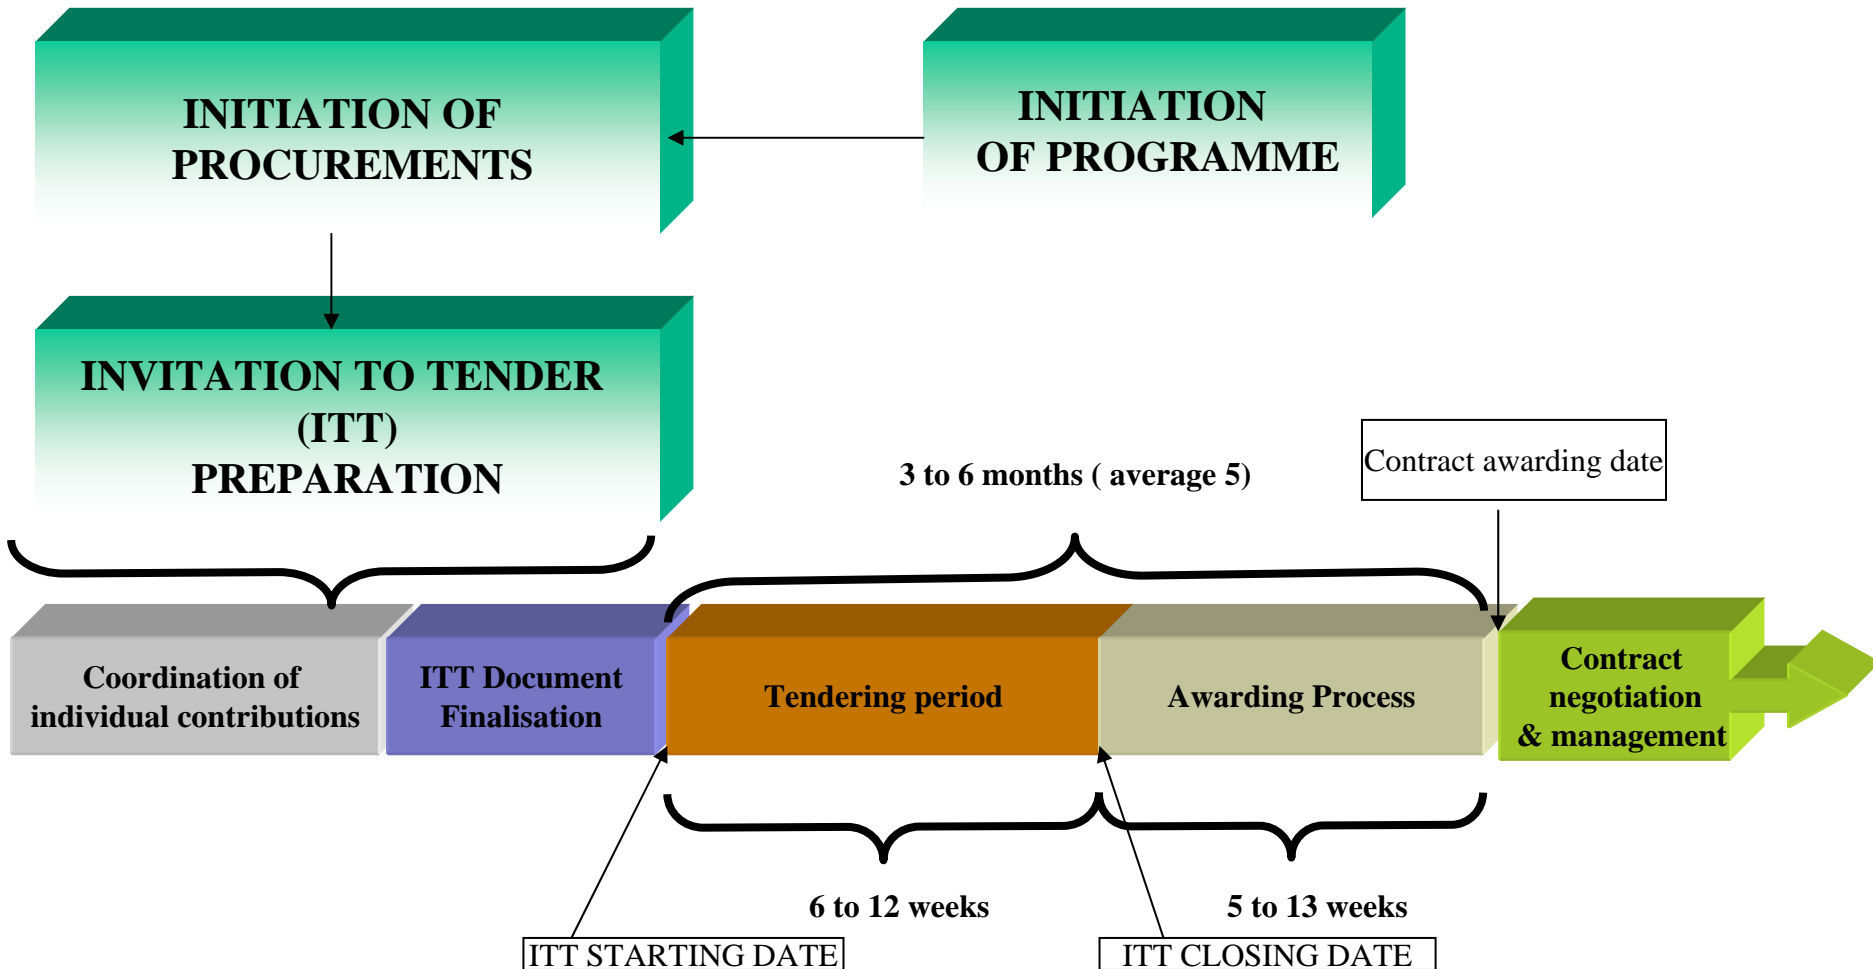 INITIATION OF
PROCUREMENTS
INITIATION
OF PROGRAMME
INVITATION TO TENDER
(ITT)
PREPARATION
3 to 6 months ( average 5)
Contract awarding date
Coordination of
individual contributions
ITT Document
Finalisation
Tendering period
Awarding Process
Contract
negotiation
& management
6 to 12 weeks
5 to 13 weeks
ITT STARTING DATE
ITT CLOSING DATE